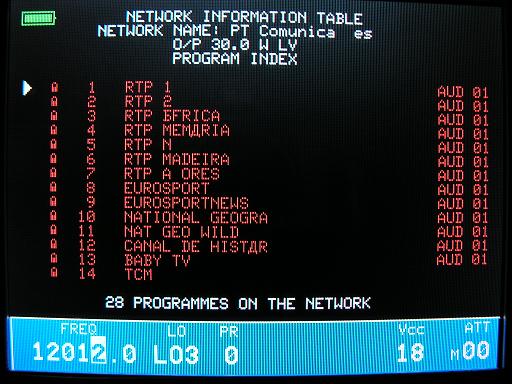 NETWORK INFORMATION TABLE
NETWORK NAME: PT Comunica es
O/P 30.0 W LV
PROGRAM INDEX
1 RTP 1 AUD 01
2 RTP 2 AUD 01
3 RTP БFRICA AUD 01
4 RTP MEMДRIA AUD 01
5 RTP N AUD 01
6 RTP MADEIRA AUD 01
7 RTP A ORES AUD 01
8 EUROSPORT AUD 01
9 EUROSPORTNEWS AUD 01
10 NATIONAL GEOGRA AUD 01
11 NAT GEO WILD AUD 01
12 CANAL DE HISTДR AUD 01
13 BABY TV AUD 01
14 TCM
28 PROGRAMMES ON THE NETWORK
FREQ LO PR Vcc ATT
12012.0 LO3 0 18 M00